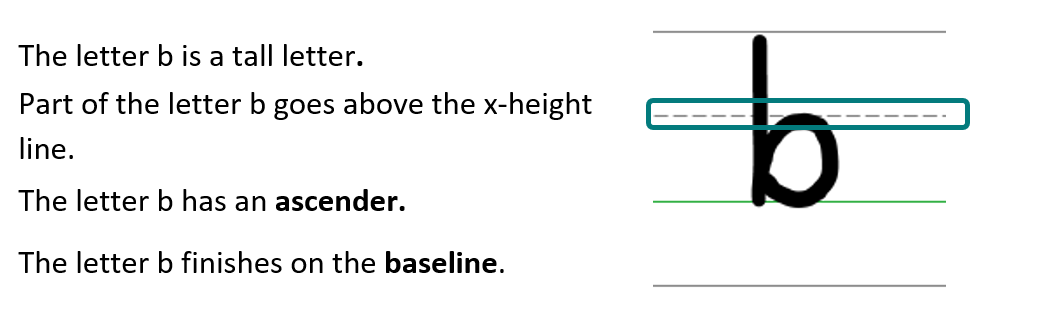 The letter b is a tall letter.
Part of the letter b goes above the x-height
line.
The letter b has an ascender.
The letter b finishes on the baseline.
b